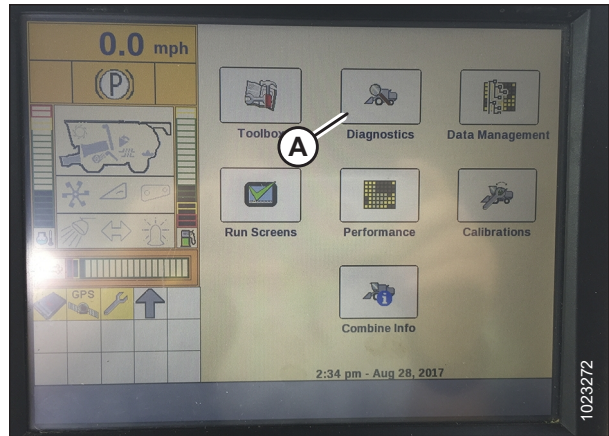 0.0 mph
(P)
Toolbox
Diagnostics
Data Management
A
Run Screens
Performance
Calibrations
GPS
Combine Info
2:34 pm - Aug 28, 2017
1023272